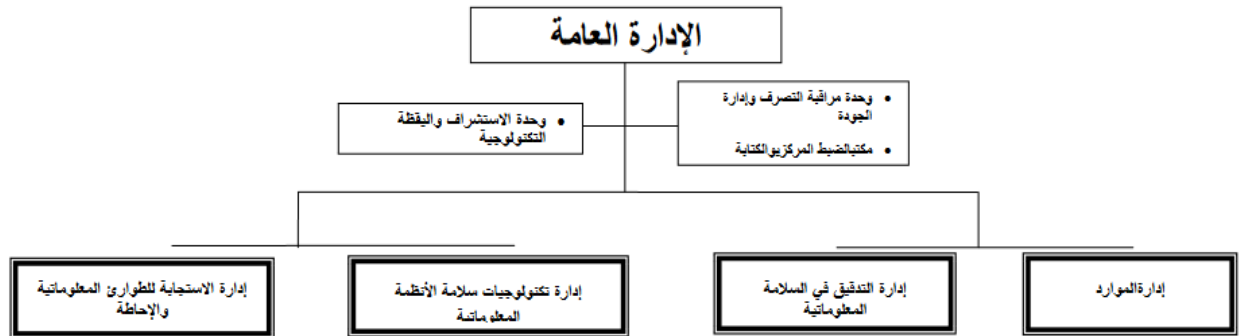 الإدارة العامة
• وحدة مراقبة التصرف وإدارة
الجودة
• مكتبالضبط المركزيوالكتابة
• وحدة الاستشراف واليقظة
التكنولوجية
إدارةالموارد
إدارة التدقيق في السلامة
المعلوماتية
إدارة تكنولوجيات سلامة الأنظمة
المعلوماتية
إدارة الاستجابة للطوارئ المعلوماتية
والإحاطة